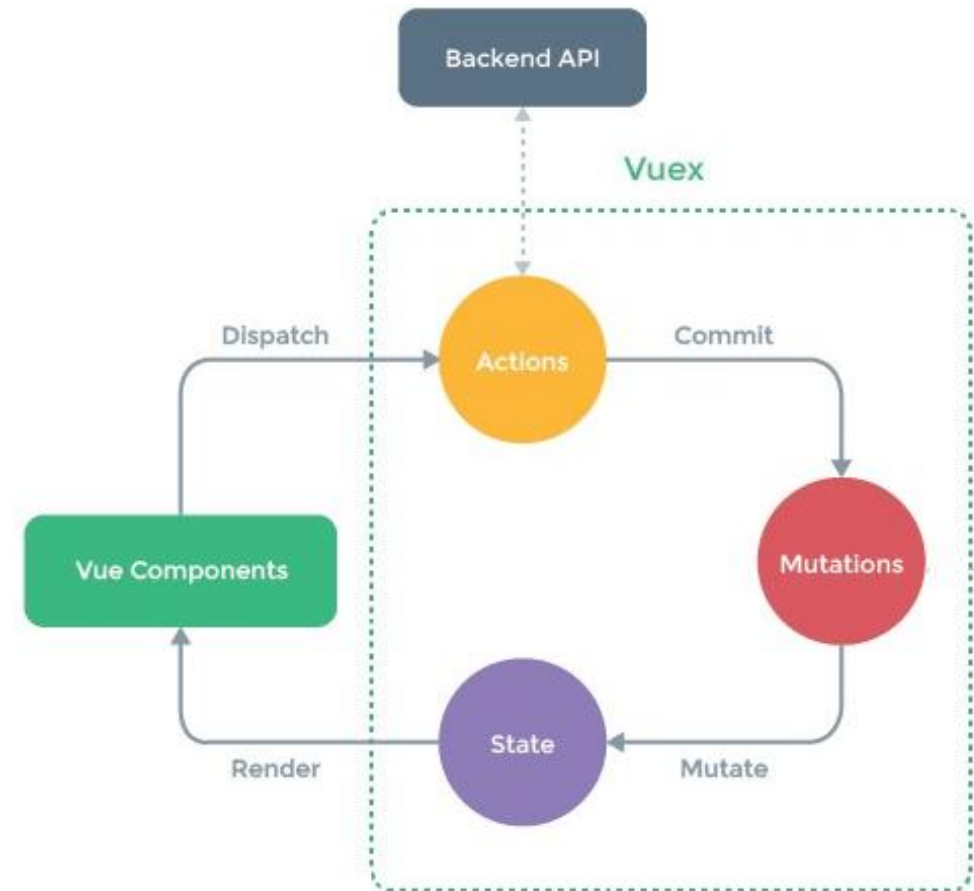 Backend API
Vuex
Dispatch
Commit
Actions
Vue Components
Mutations
State
Render
Mutate